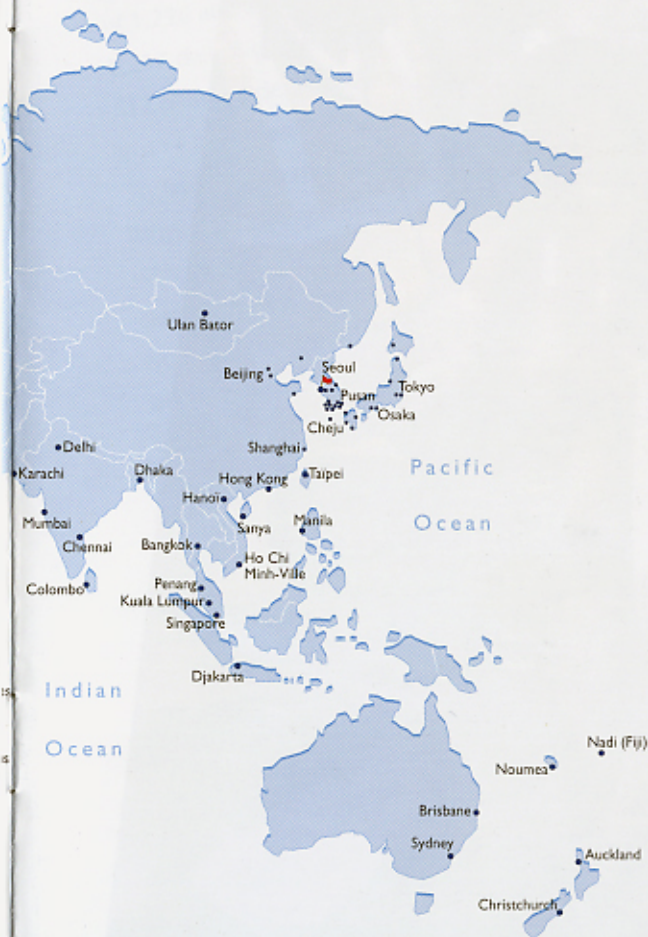 Ulan Bator
Seoul
Beijing
Tokyo
Pusan
Osaka
Cheju
Delhi
Shanghai
Pacific
Karachi
Dhaka
Taïpei
Hong Kong
Hanoï
Mumbai
Sanya
Manila
Ocean
Chennai
Bangkok
Ho Chi
Minh-Ville
Colombo
Penang
Kuala Lumpur
Singapore
Djakarta
Indian
Ocean
Nadi (Fiji)
Noumea
Brisbane
Sydney
Auckland
Christchurch